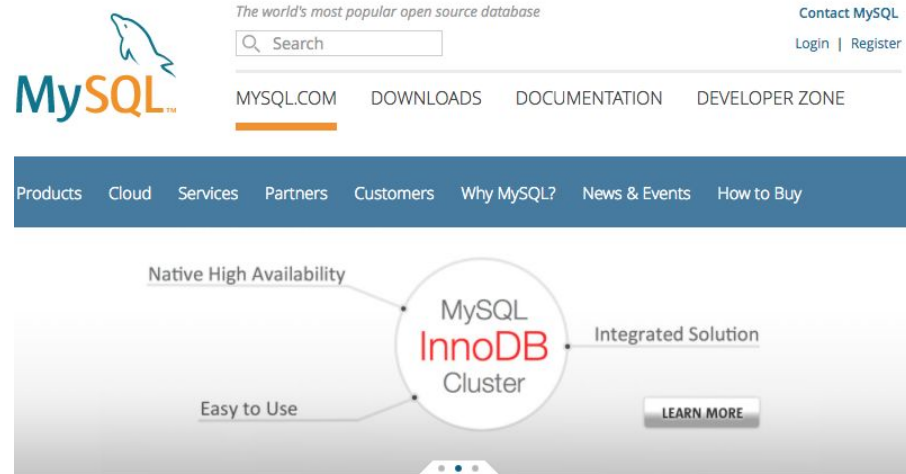 The world's most popular open source database
Contact MySQL
Search
Login | Register
MySQL™
MYSQL.COM DOWNLOADS DOCUMENTATION DEVELOPER ZONE
Products Cloud Services Partners Customers Why MySQL? News & Events How to Buy
Native High Availability
MySQL
InnoDB
Cluster
Integrated Solution
Easy to Use
LEARN MORE